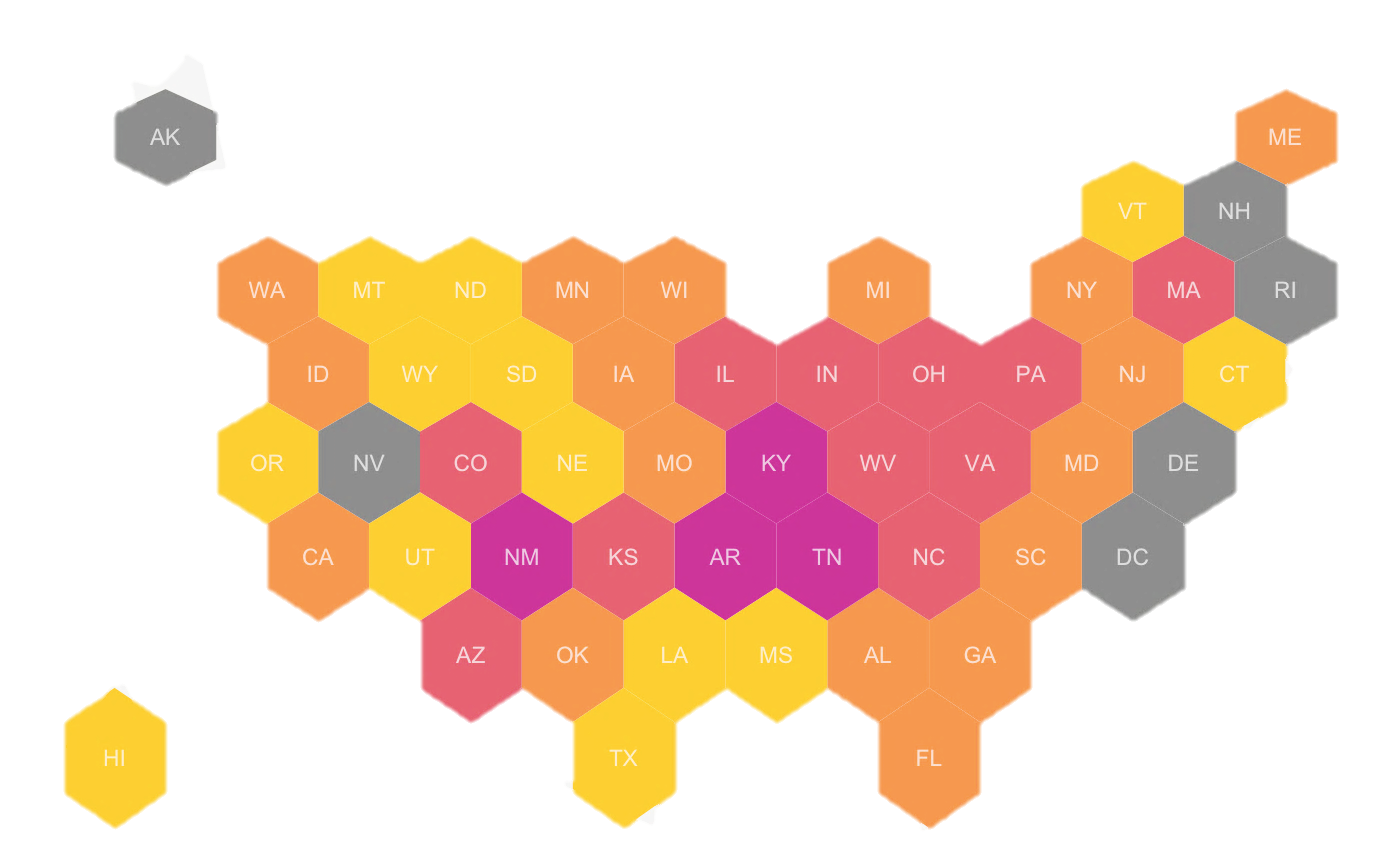 AK ME
VT NH
WA MT ND MN WI MI NY MA RI
ID WY SD IA IL IN OH PA NJ CT
OR NV CO NE MO KY WV VA MD DE
CA UT NM KS AR TN NC SC DC
AZ OK LA MS AL GA
HI TX FL